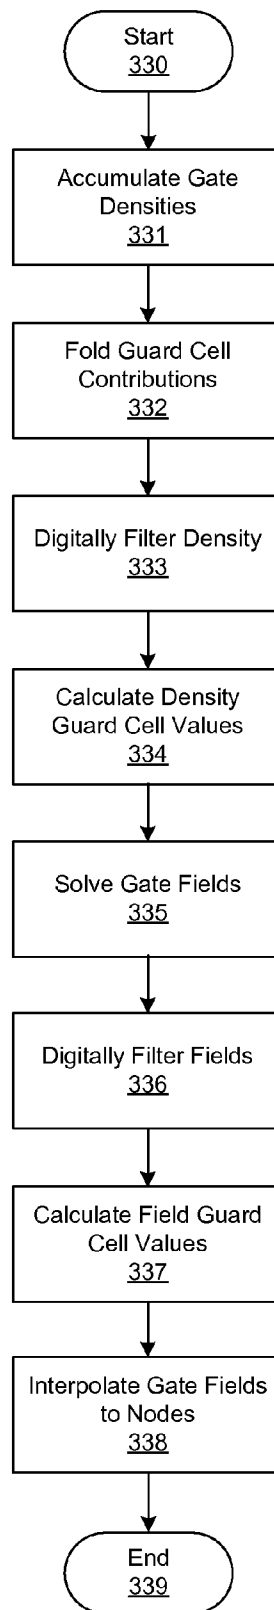 Start
330
Accumulate Gate
Densities
331
Fold Guard Cell
Contributions
332
Digitally Filter Density
333
Calculate Density
Guard Cell Values
334
Solve Gate Fields
335
Digitally Filter Fields
336
Calculate Field Guard
Cell Values
337
Interpolate Gate Fields
to Nodes
338
End
339